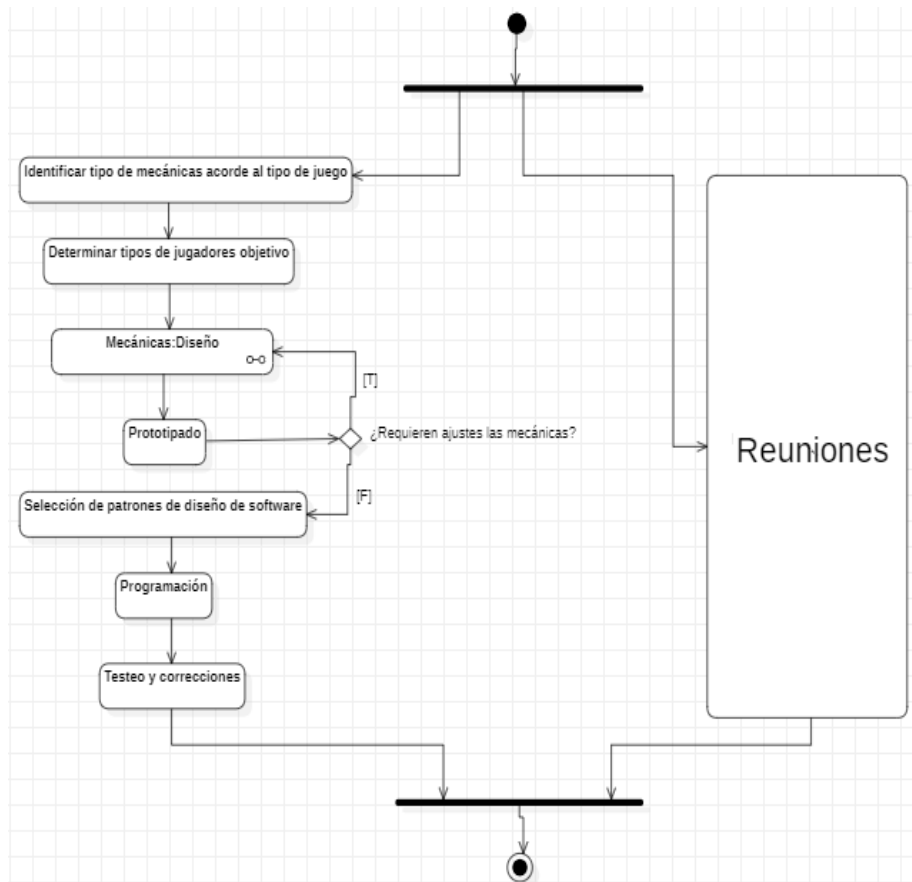 Identificar tipo de mecánicas acorde al tipo de juego
Determinar tipos de jugadores objetivo
Mecánicas:Diseño
[T]
Prototipado
¿Requieren ajustes las mecánicas?
Reuniones
[F]
Selección de patrones de diseño de software
Programación
Testeo y correcciones